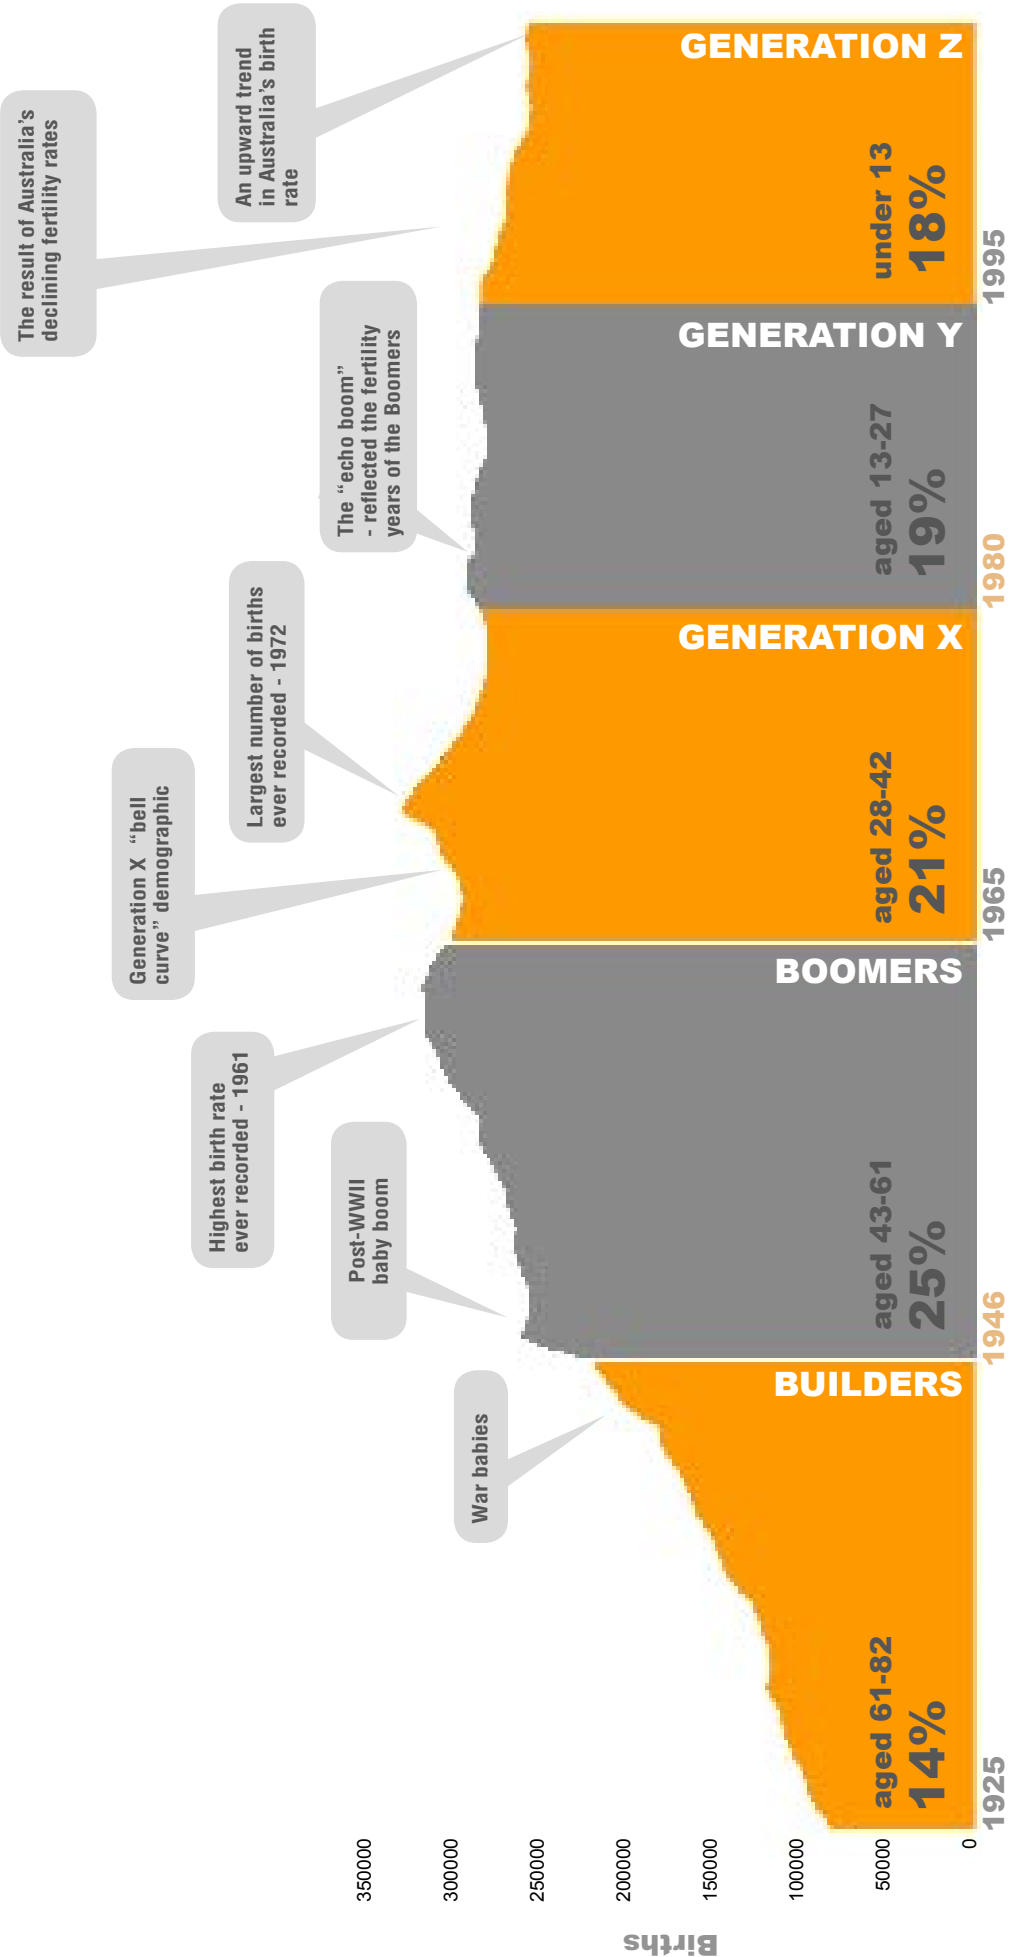 The result of Australia’s
declining fertility rates
An upward trend
in Australia’s birth
rate
The “echo boom”
- reflected the fertility
years of the Boomers
Largest number of births
ever recorded - 1972
Generation X “bell
curve” demographic
Highest birth rate
ever recorded - 1961
Post-WWII
baby boom
War babies
Births
350000
300000
250000
200000
150000
100000
50000
0
BUILDERS
aged 61-82
14%
BOOMERS
aged 43-61
25%
GENERATION X
aged 28-42
21%
GENERATION Y
aged 13-27
19%
GENERATION Z
under 13
18%
1925
1946
1965
1980
1995